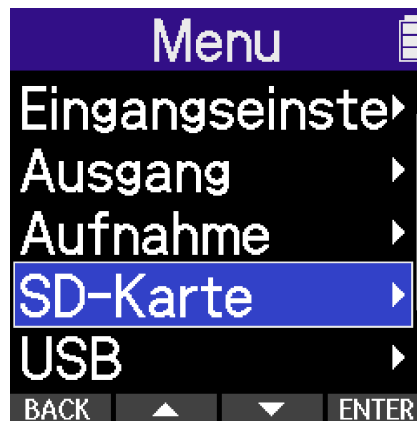 Menu
Eingangseinste
Ausgang
Aufnahme
SD-Karte
USB
BACK ENTER